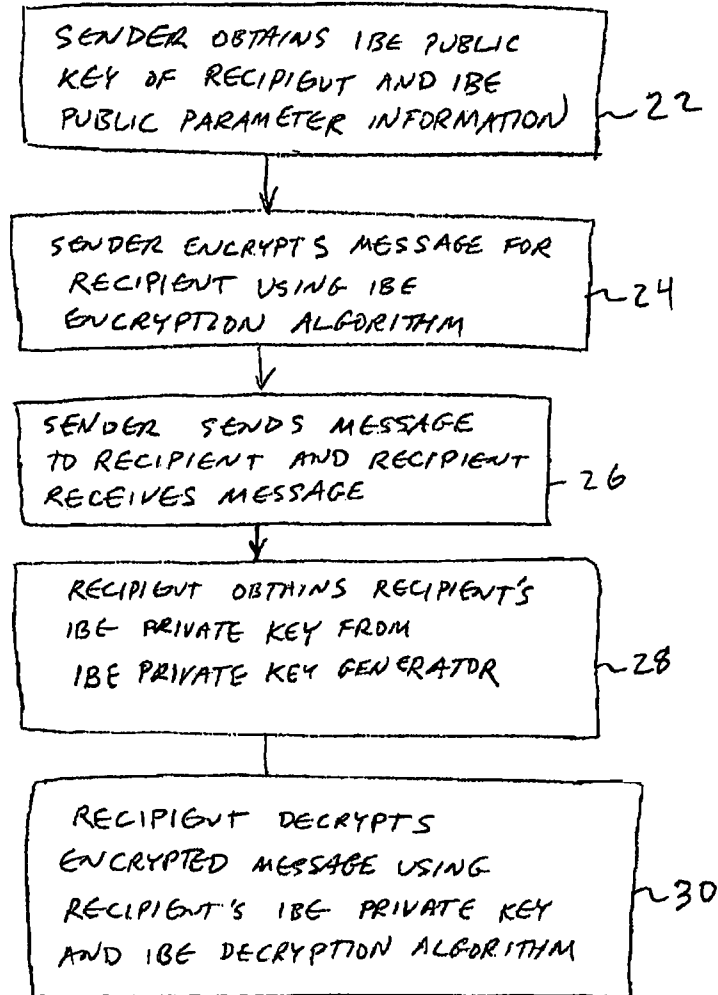 SENDER OBTAINS IBE PUBLIC
KEY OF RECIPIENT AND IBE
PUBLIC PARAMETER INFORMATION
22
SENDER ENCRYPTS MESSAGE FOR
RECIPIENT USING IBE
ENCRYPTION ALGORITHM
24
SENDER SENDS MESSAGE
TO RECIPIENT AND RECIPIENT
RECEIVES MESSAGE
26
RECIPIENT OBTAINS RECIPIENT'S
IBE PRIVATE KEY FROM
IBE PRIVATE KEY GENERATOR
28
RECIPIENT DECRYPTS
ENCRYPTED MESSAGE USING
RECIPIENT'S IBE PRIVATE KEY
AND IBE DECRYPTION ALGORITHM
30